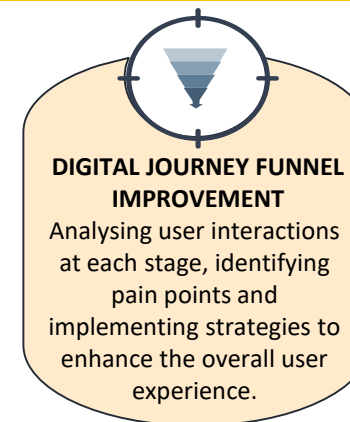 DIGITAL JOURNEY FUNNEL
IMPROVEMENT
Analysing user interactions
at each stage, identifying
pain points and
implementing strategies to
enhance the overall user
experience.